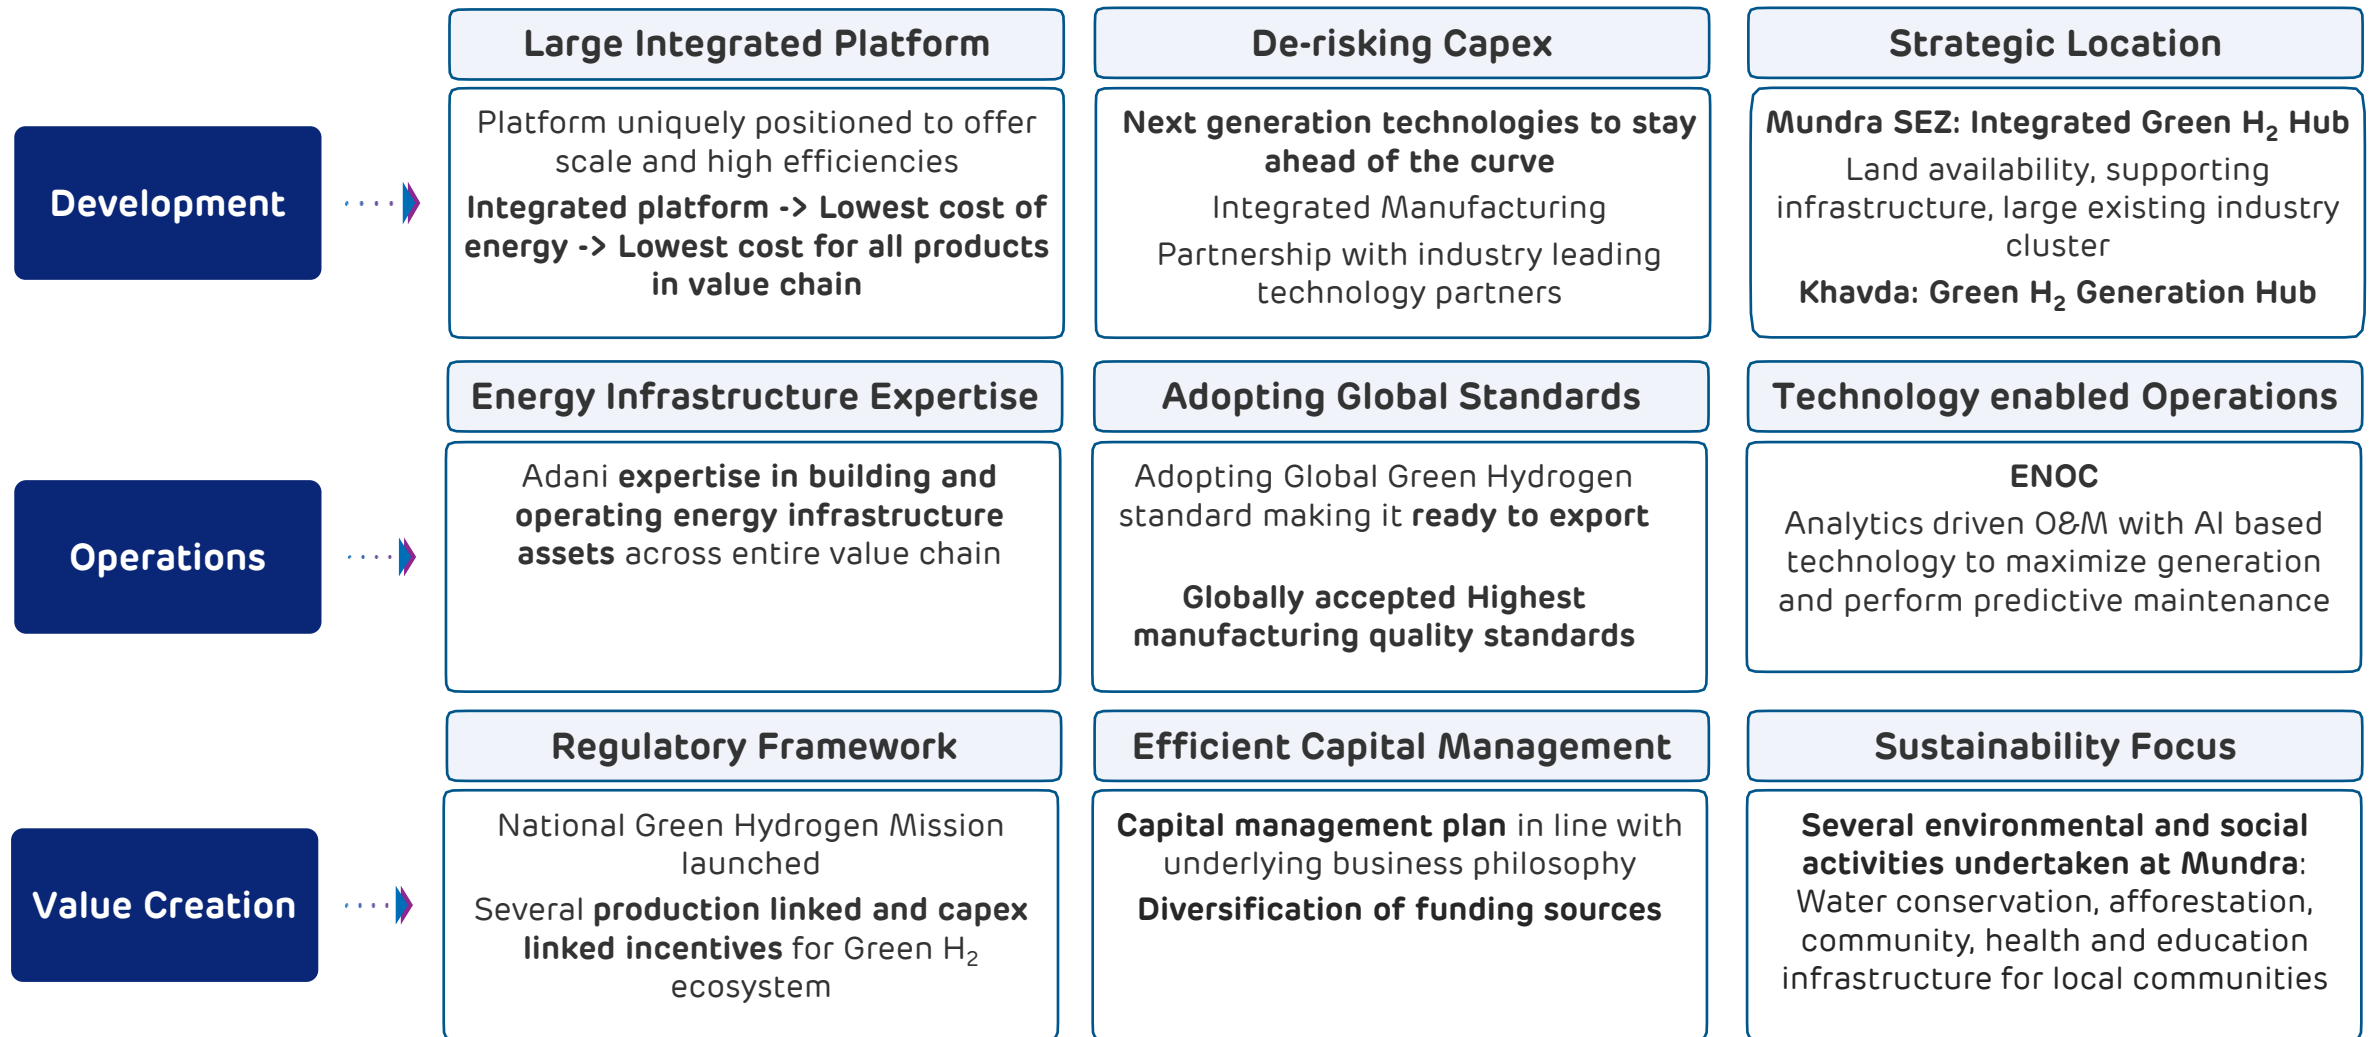 Development
Large Integrated Platform
Platform uniquely positioned to offer
scale and high efficiencies
Integrated platform -> Lowest cost of
energy -> Lowest cost for all products
in value chain
De-risking Capex
Next generation technologies to stay
ahead of the curve
Integrated Manufacturing
Partnership with industry leading
technology partners
Strategic Location
Mundra SEZ: Integrated Green H₂ Hub
Land availability, supporting
infrastructure, large existing industry
cluster
Khavda: Green H₂ Generation Hub
Operations
Energy Infrastructure Expertise
Adani expertise in building and
operating energy infrastructure
assets across entire value chain
Adopting Global Standards
Adopting Global Green Hydrogen
standard making it ready to export
Globally accepted Highest
manufacturing quality standards
Technology enabled Operations
ENOC
Analytics driven O&M with AI based
technology to maximize generation
and perform predictive maintenance
Value Creation
Regulatory Framework
National Green Hydrogen Mission
launched
Several production linked and capex
linked incentives for Green H₂
ecosystem
Efficient Capital Management
Capital management plan in line with
underlying business philosophy
Diversification of funding sources
Sustainability Focus
Several environmental and social
activities undertaken at Mundra:
Water conservation, afforestation,
community, health and education
infrastructure for local communities